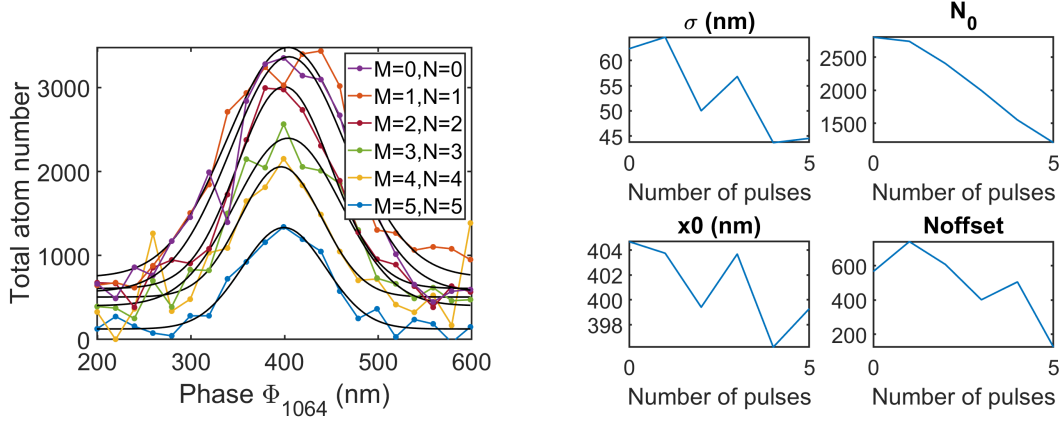 Total atom number
3000
2000
1000
0
200
300
400
500
600
Phase Φ1064 (nm)
M=0,N=0
M=1,N=1
M=2,N=2
M=3,N=3
M=4,N=4
M=5,N=5
σ (nm)
60
55
50
45
0
5
Number of pulses
N0
2500
2000
1500
0
5
Number of pulses
x0 (nm)
404
402
400
398
0
5
Number of pulses
Noffset
600
400
200
0
5
Number of pulses